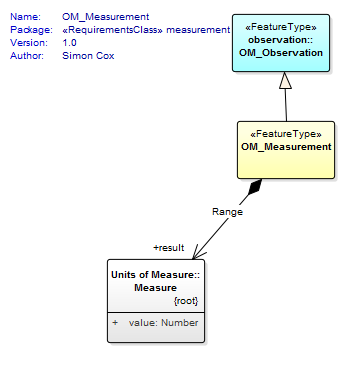 Name: OM_Measurement
Package: «RequirementsClass» measurement
Version: 1.0
Author: Simon Cox
«FeatureType»
observation::
OM_Observation
«FeatureType»
OM_Measurement
Range
+result
Units of Measure::
Measure
{root}
+ value: Number